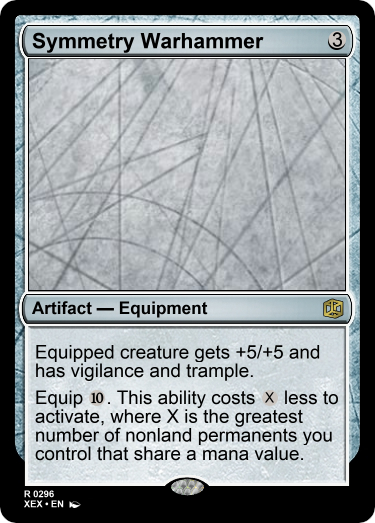 Symmetry Warhammer 3
Artifact — Equipment
Equipped creature gets +5/+5 and
has vigilance and trample.
Equip 10. This ability costs X less to
activate, where X is the greatest
number of nonland permanents you
control that share a mana value.
R 0296
XEX • EN